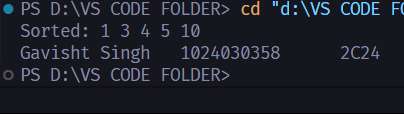 PS D:\VS CODE FOLDER> cd "d:\VS CODE FO
Sorted: 1 3 4 5 10
Gavisht Singh   1024030358      2C24
PS D:\VS CODE FOLDER>